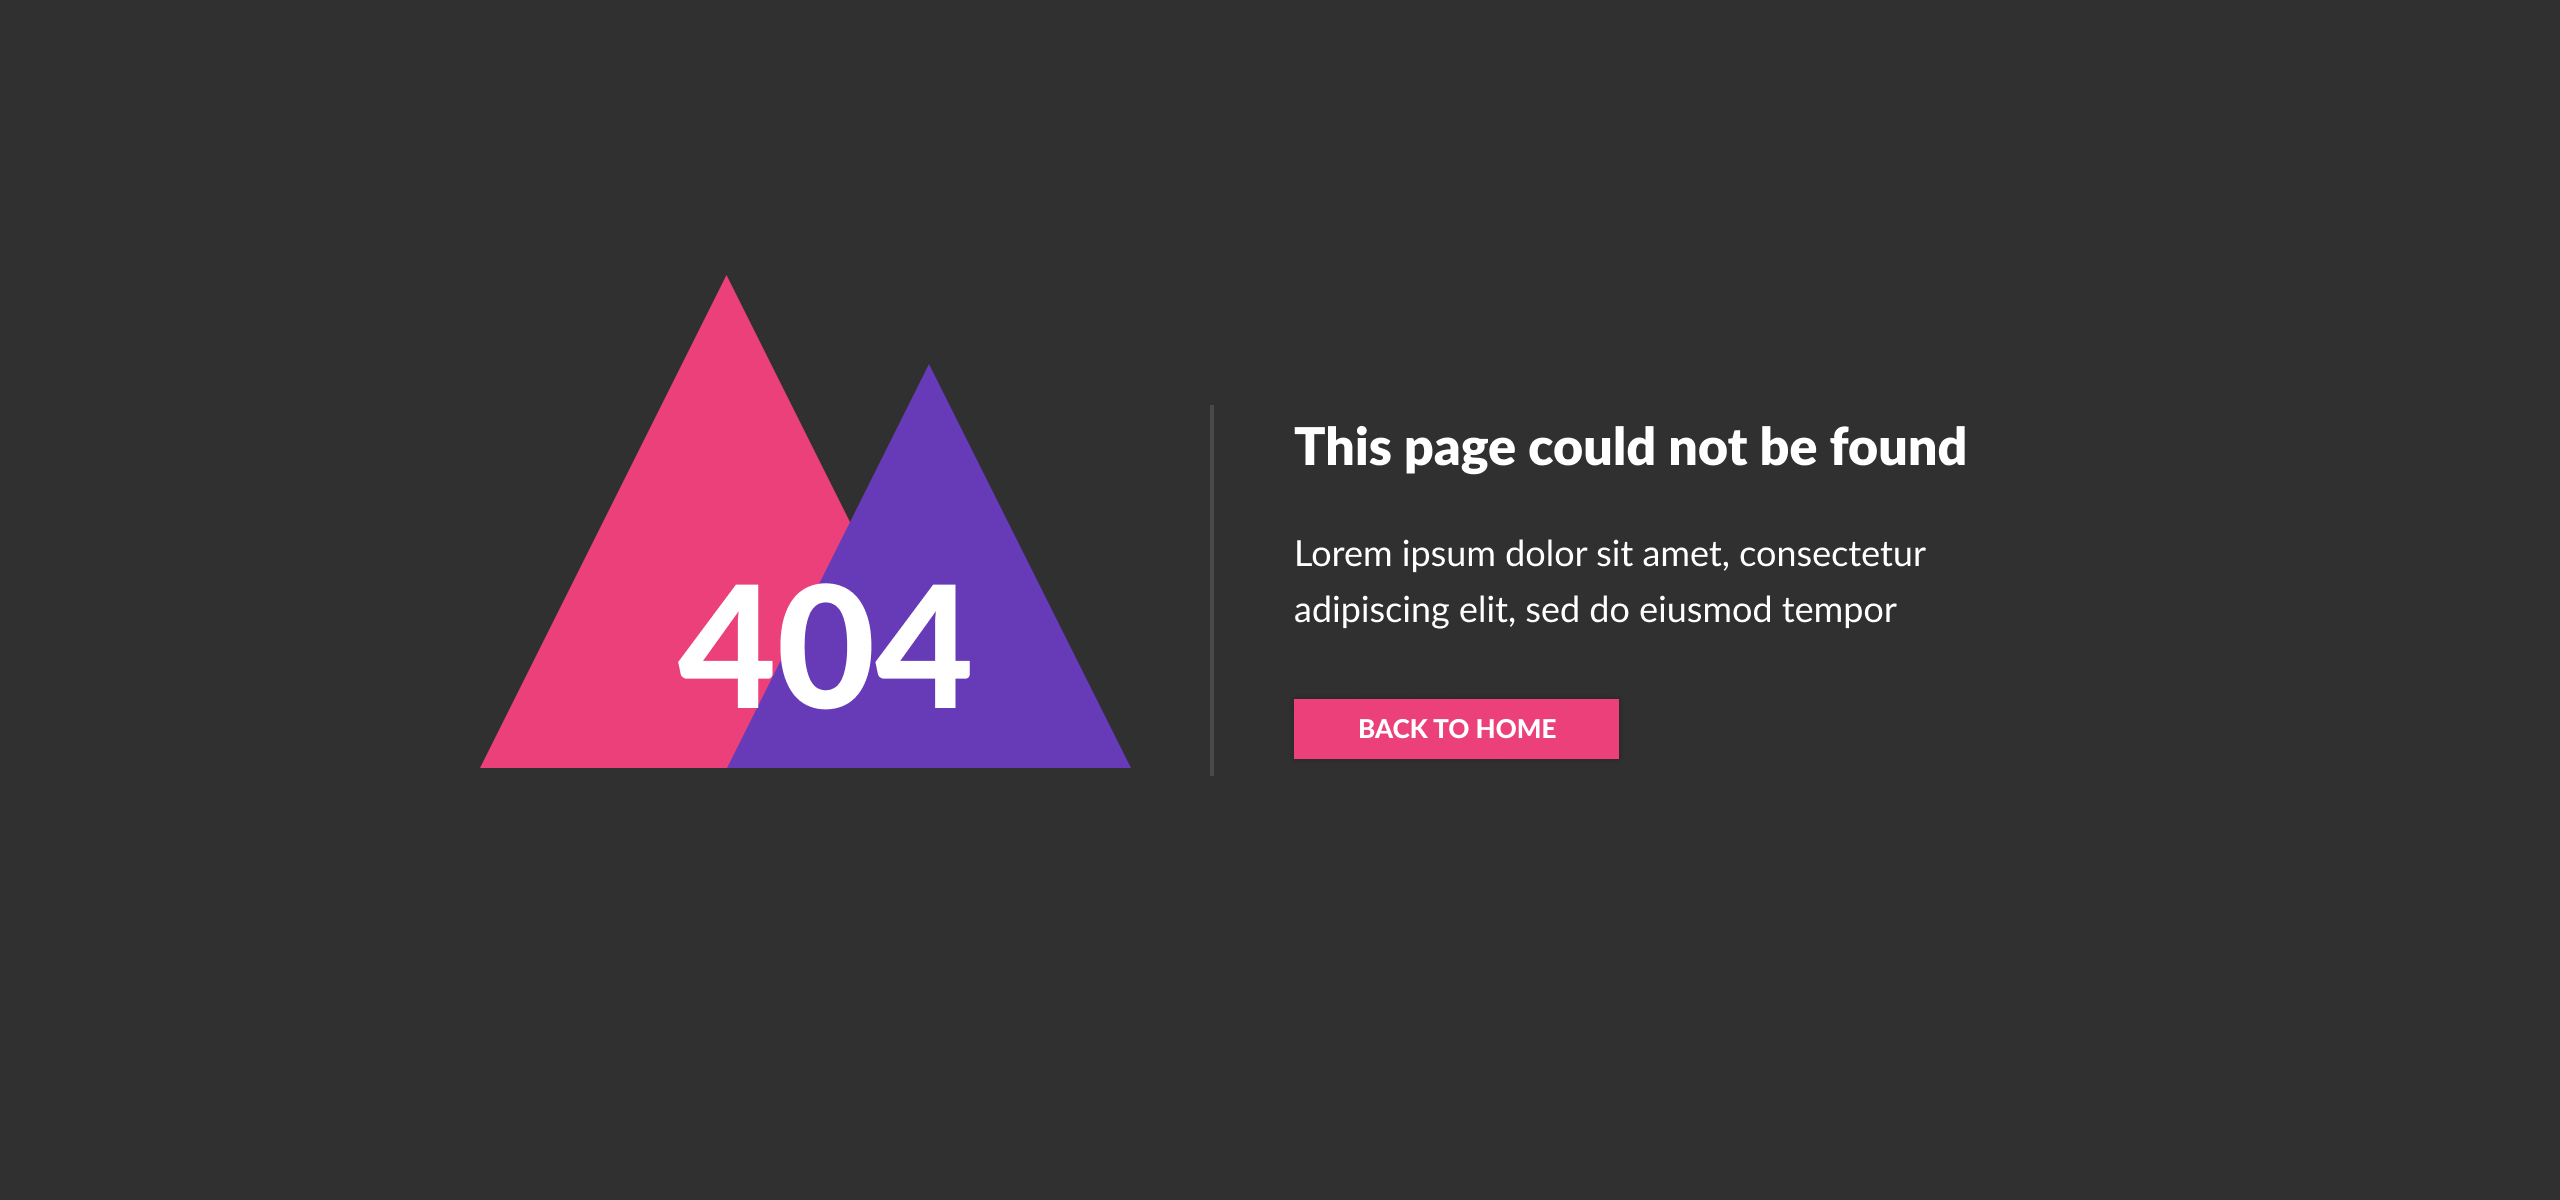 404
This page could not be found
Lorem ipsum dolor sit amet, consectetur
adipiscing elit, sed do eiusmod tempor
BACK TO HOME